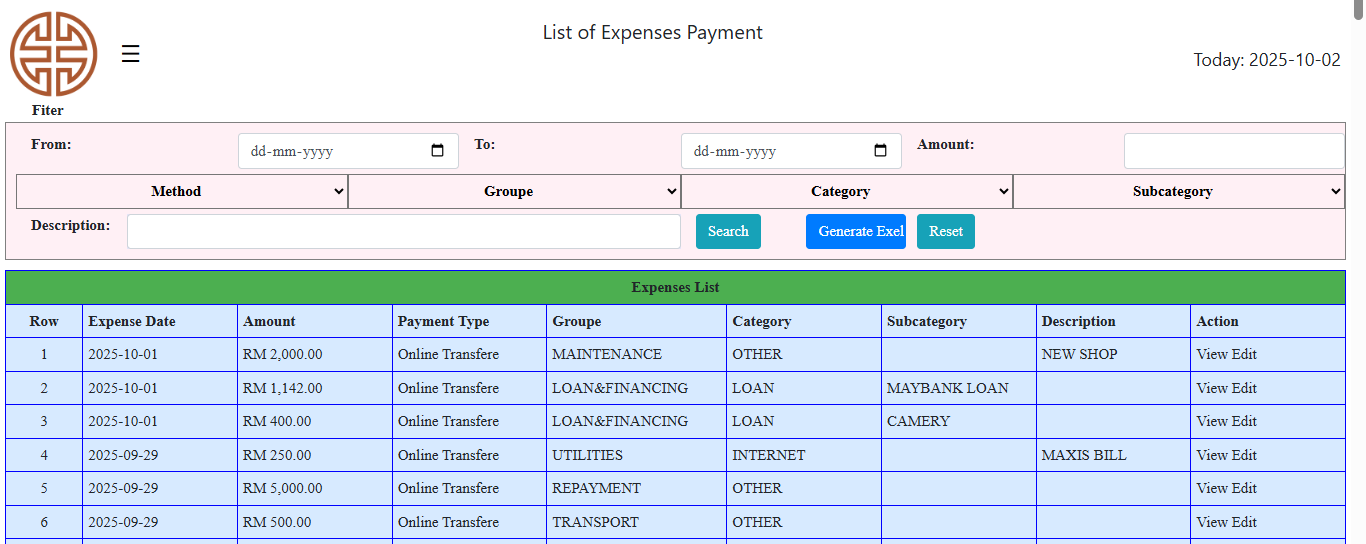 List of Expenses Payment
Today: 2025-10-02
Fiter
From: dd-mm-yyyy To: dd-mm-yyyy Amount:
Method Groupe Category Subcategory
Description: Search Generate Exel Reset
Expenses List
Row Expense Date Amount Payment Type Groupe Category Subcategory Description Action
1 2025-10-01 RM 2,000.00 Online Transfere MAINTENANCE OTHER NEW SHOP View Edit
2 2025-10-01 RM 1,142.00 Online Transfere LOAN&FINANCING LOAN MAYBANK LOAN View Edit
3 2025-10-01 RM 400.00 Online Transfere LOAN&FINANCING LOAN CAMERY View Edit
4 2025-09-29 RM 250.00 Online Transfere UTILITIES INTERNET MAXIS BILL View Edit
5 2025-09-29 RM 5,000.00 Online Transfere REPAYMENT OTHER View Edit
6 2025-09-29 RM 500.00 Online Transfere TRANSPORT OTHER View Edit